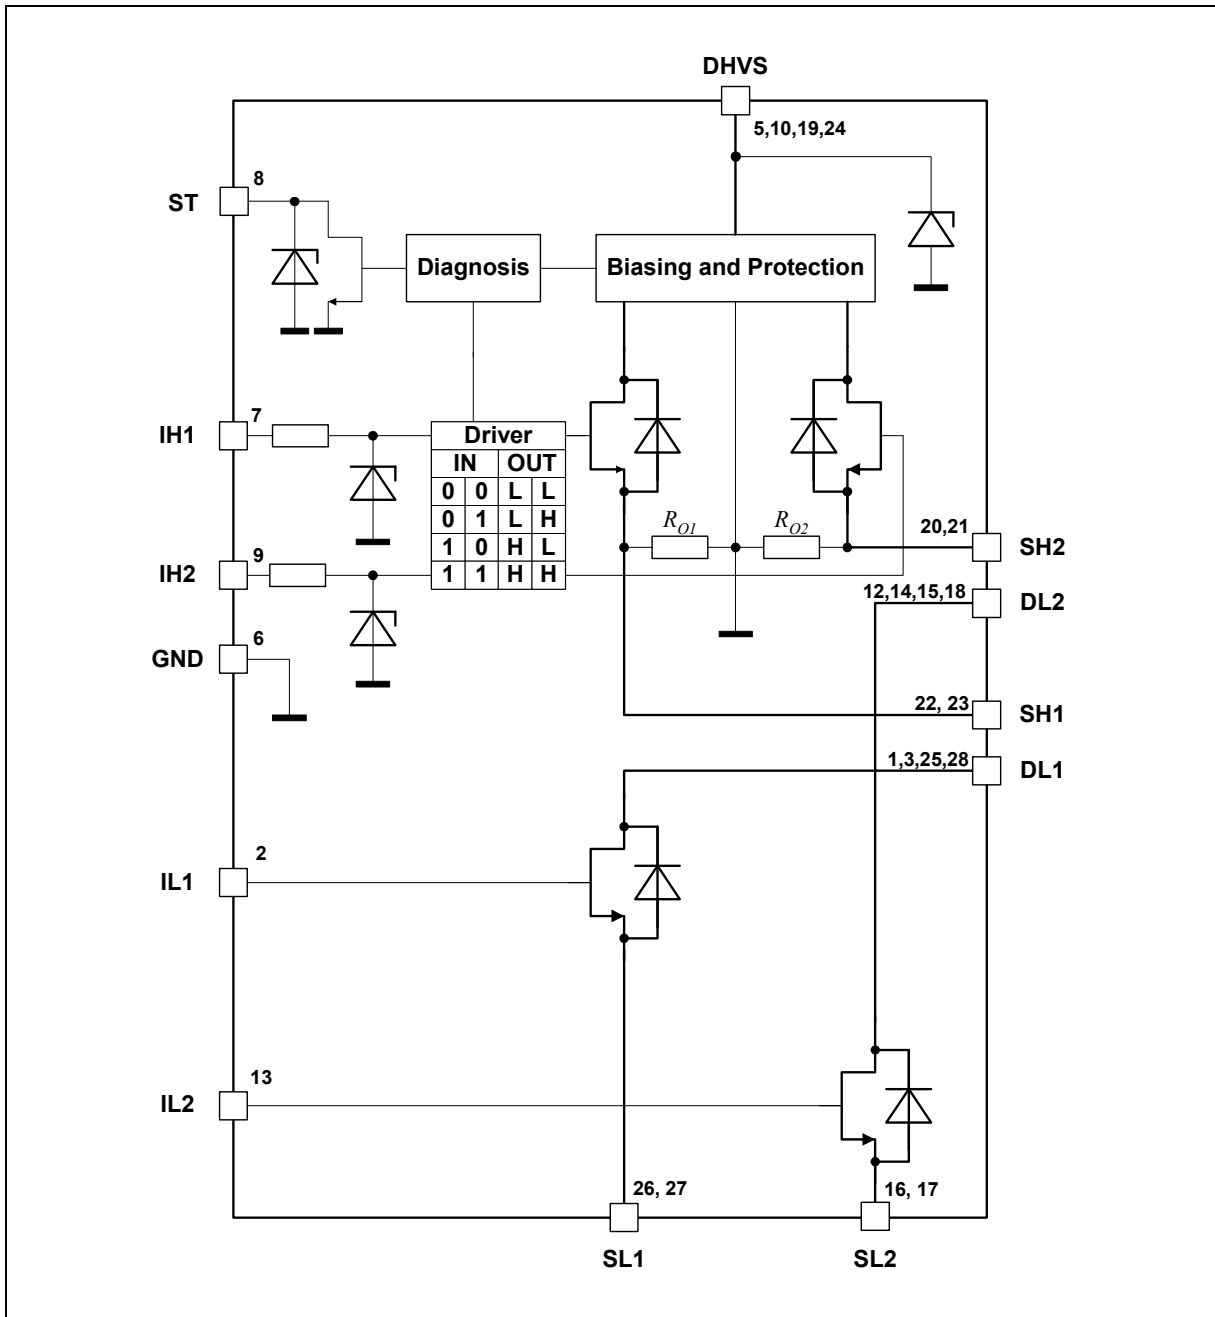 DHVS
5,10,19,24
8
ST
Diagnosis
Biasing and Protection
7
IH1
Driver
IN OUT
0 0 L L
0 1 L H
1 0 H L
1 1 H H
RO1
RO2
20,21
SH2
9
IH2
12,14,15,18
DL2
6
GND
22, 23
SH1
1,3,25,28
DL1
2
IL1
13
IL2
26, 27
16, 17
SL1
SL2